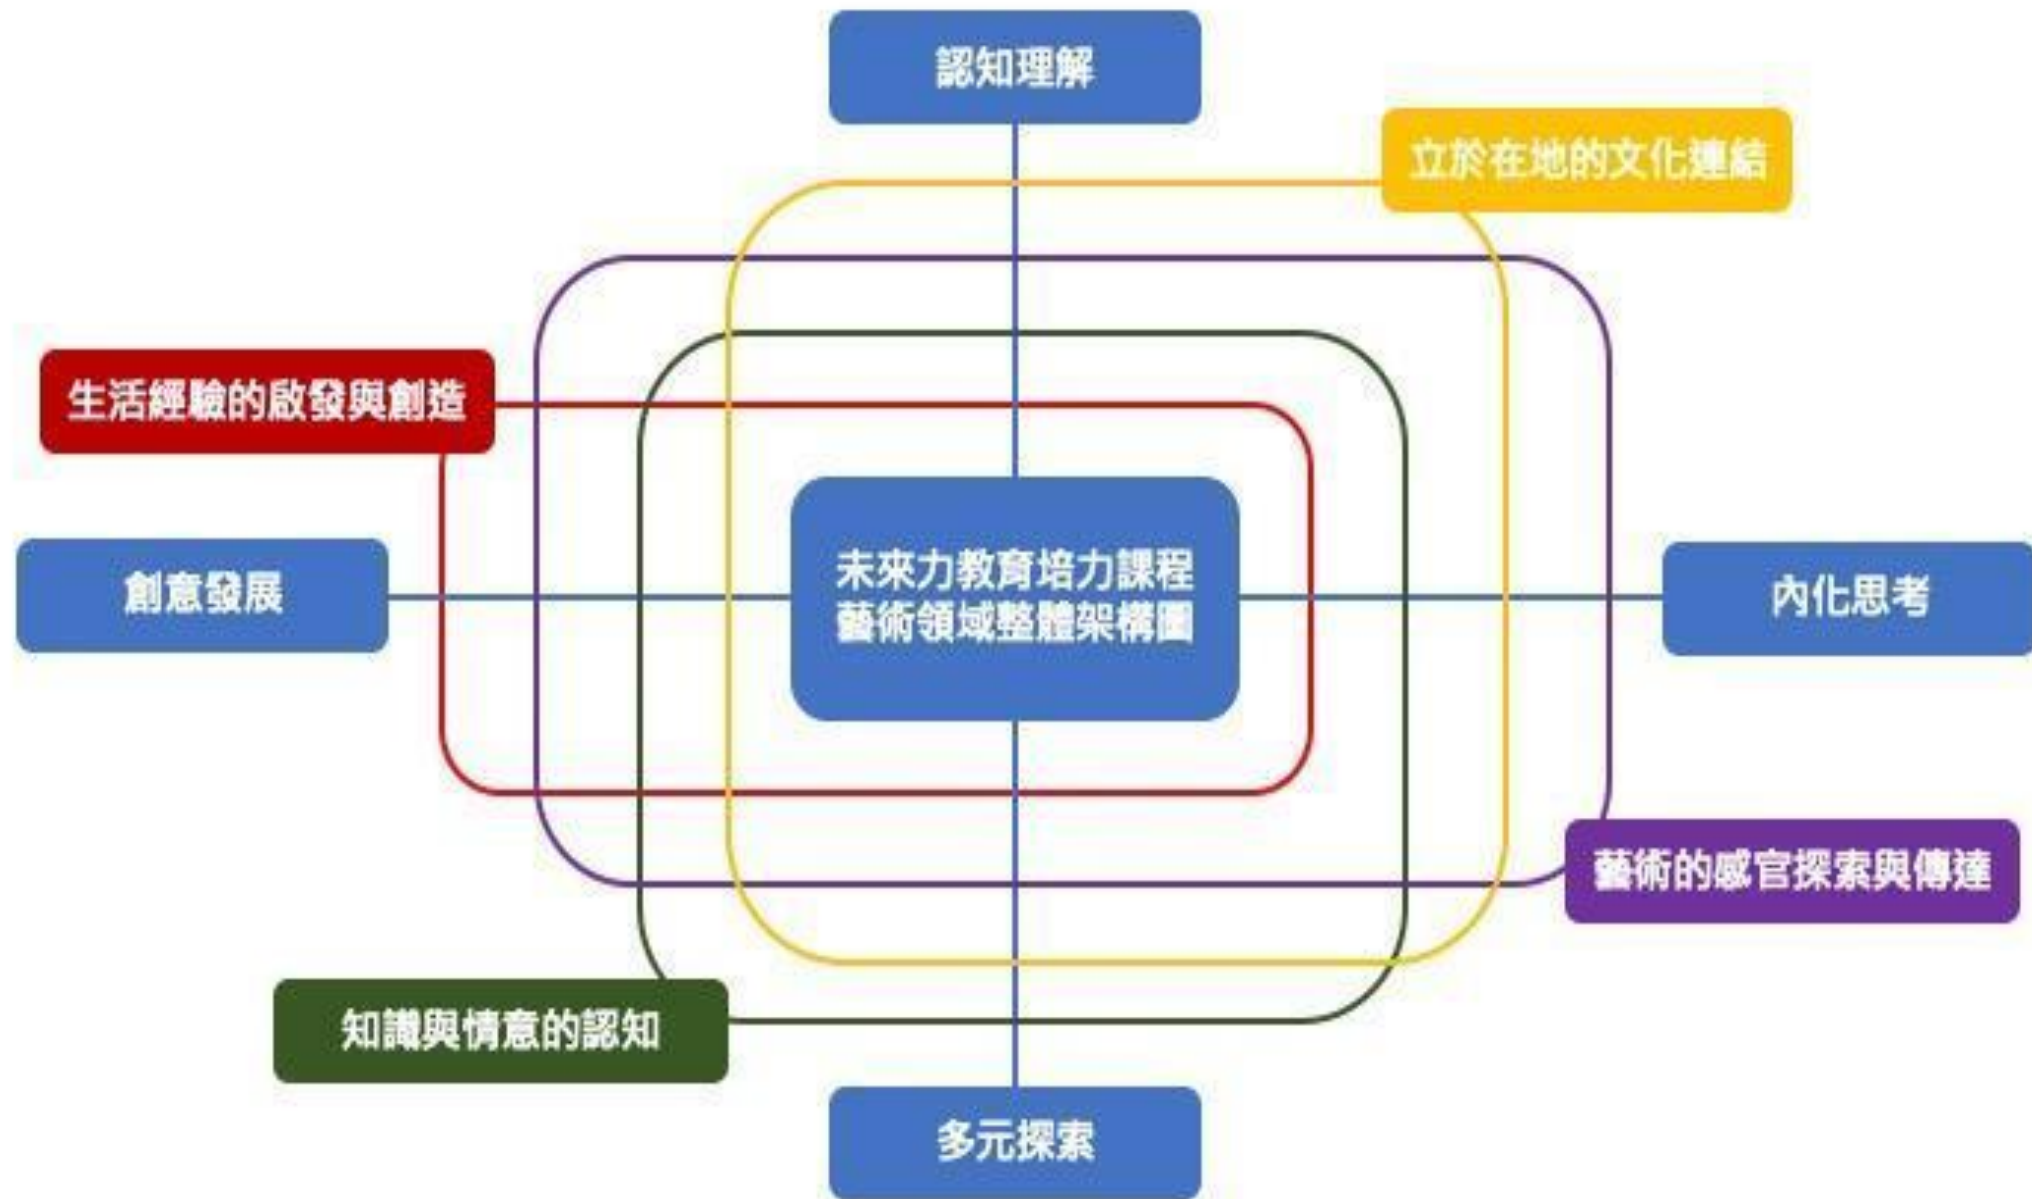 認知理解
立於在地的文化連結
生活經驗的啟發與創造
創意發展
未來力教育培力課程
藝術領域整體架構圖
內化思考
藝術的感官探索與傳達
知識與情意的認知
多元探索